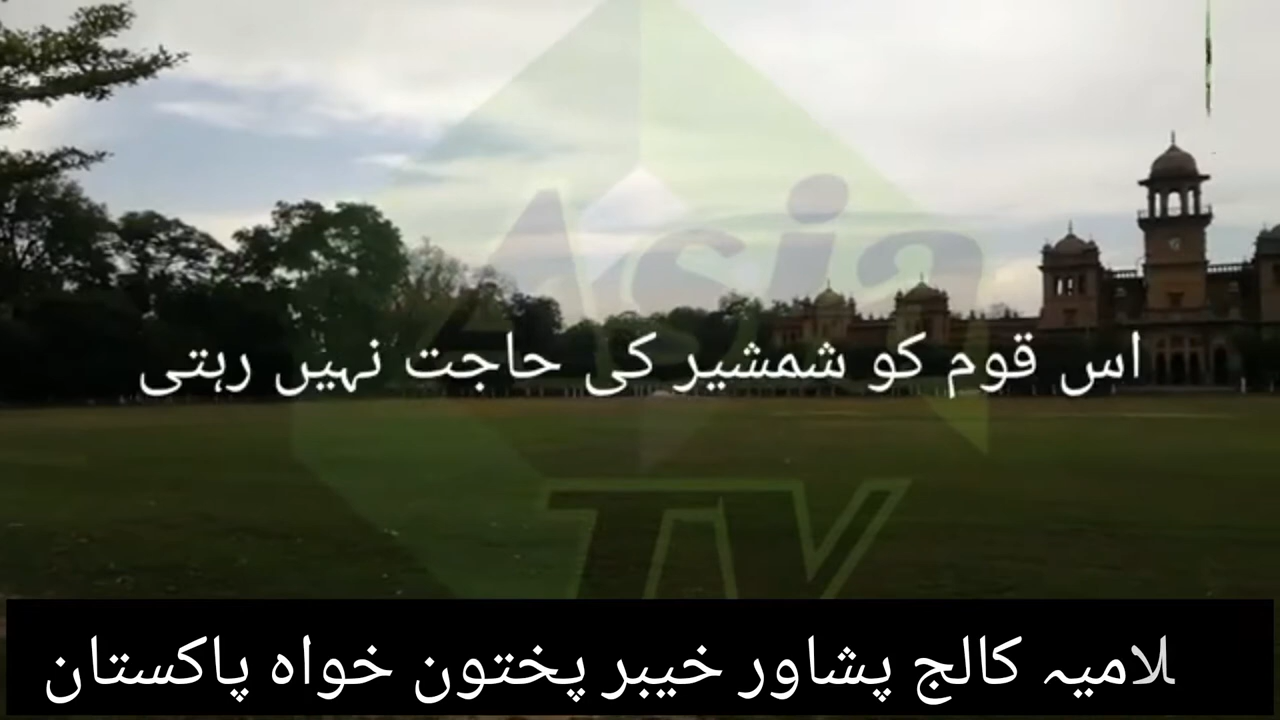 Asia
اس قوم کو شمشیر کی حاجت نہیں رہتی
TV
لامیہ کالج پشاور خیبر پختون خواہ پاکستان